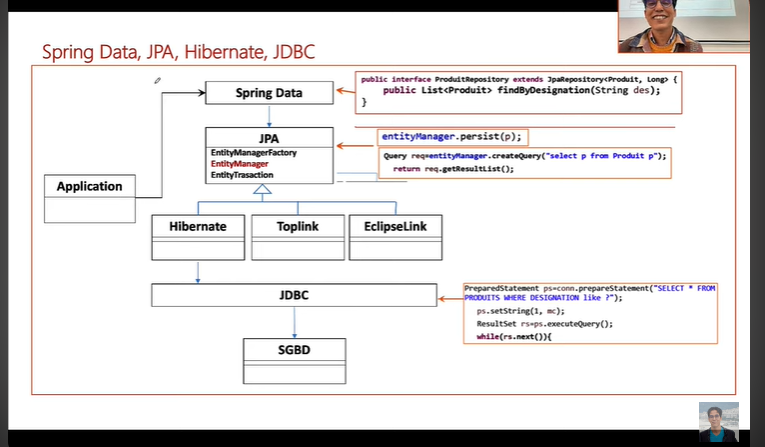 Spring Data, JPA, Hibernate, JDBC
Spring Data
public interface ProduitRepository extends JpaRepository<Produit, Long> {
public List<Produit> findByDesignation(String des);
}
JPA
EntityManagerFactory
EntityManager
EntityTrasaction
entityManager.persist(p);
Query req=entityManager.createQuery("select p from Produit p");
return req.getResultList();
Application
Hibernate
Toplink
EclipseLink
JDBC
PreparedStatement ps=conn.prepareStatement("SELECT * FROM
PRODUITS WHERE DESIGNATION like ?");
ps.setString(1, mc);
ResultSet rs=ps.executeQuery();
while(rs.next()){
SGBD